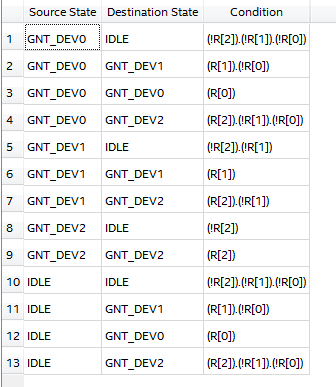 Source State Destination State Condition
1 GNT_DEV0 IDLE (!R[2]).(!R[1]).(!R[0])
2 GNT_DEV0 GNT_DEV1 (R[1]).(!R[0])
3 GNT_DEV0 GNT_DEV0 (R[0])
4 GNT_DEV0 GNT_DEV2 (R[2]).(!R[1]).(!R[0])
5 GNT_DEV1 IDLE (!R[2]).(!R[1])
6 GNT_DEV1 GNT_DEV1 (R[1])
7 GNT_DEV1 GNT_DEV2 (R[2]).(!R[1])
8 GNT_DEV2 IDLE (!R[2])
9 GNT_DEV2 GNT_DEV2 (R[2])
10 IDLE IDLE (!R[2]).(!R[1]).(!R[0])
11 IDLE GNT_DEV1 (R[1]).(!R[0])
12 IDLE GNT_DEV0 (R[0])
13 IDLE GNT_DEV2 (R[2]).(!R[1]).(!R[0])